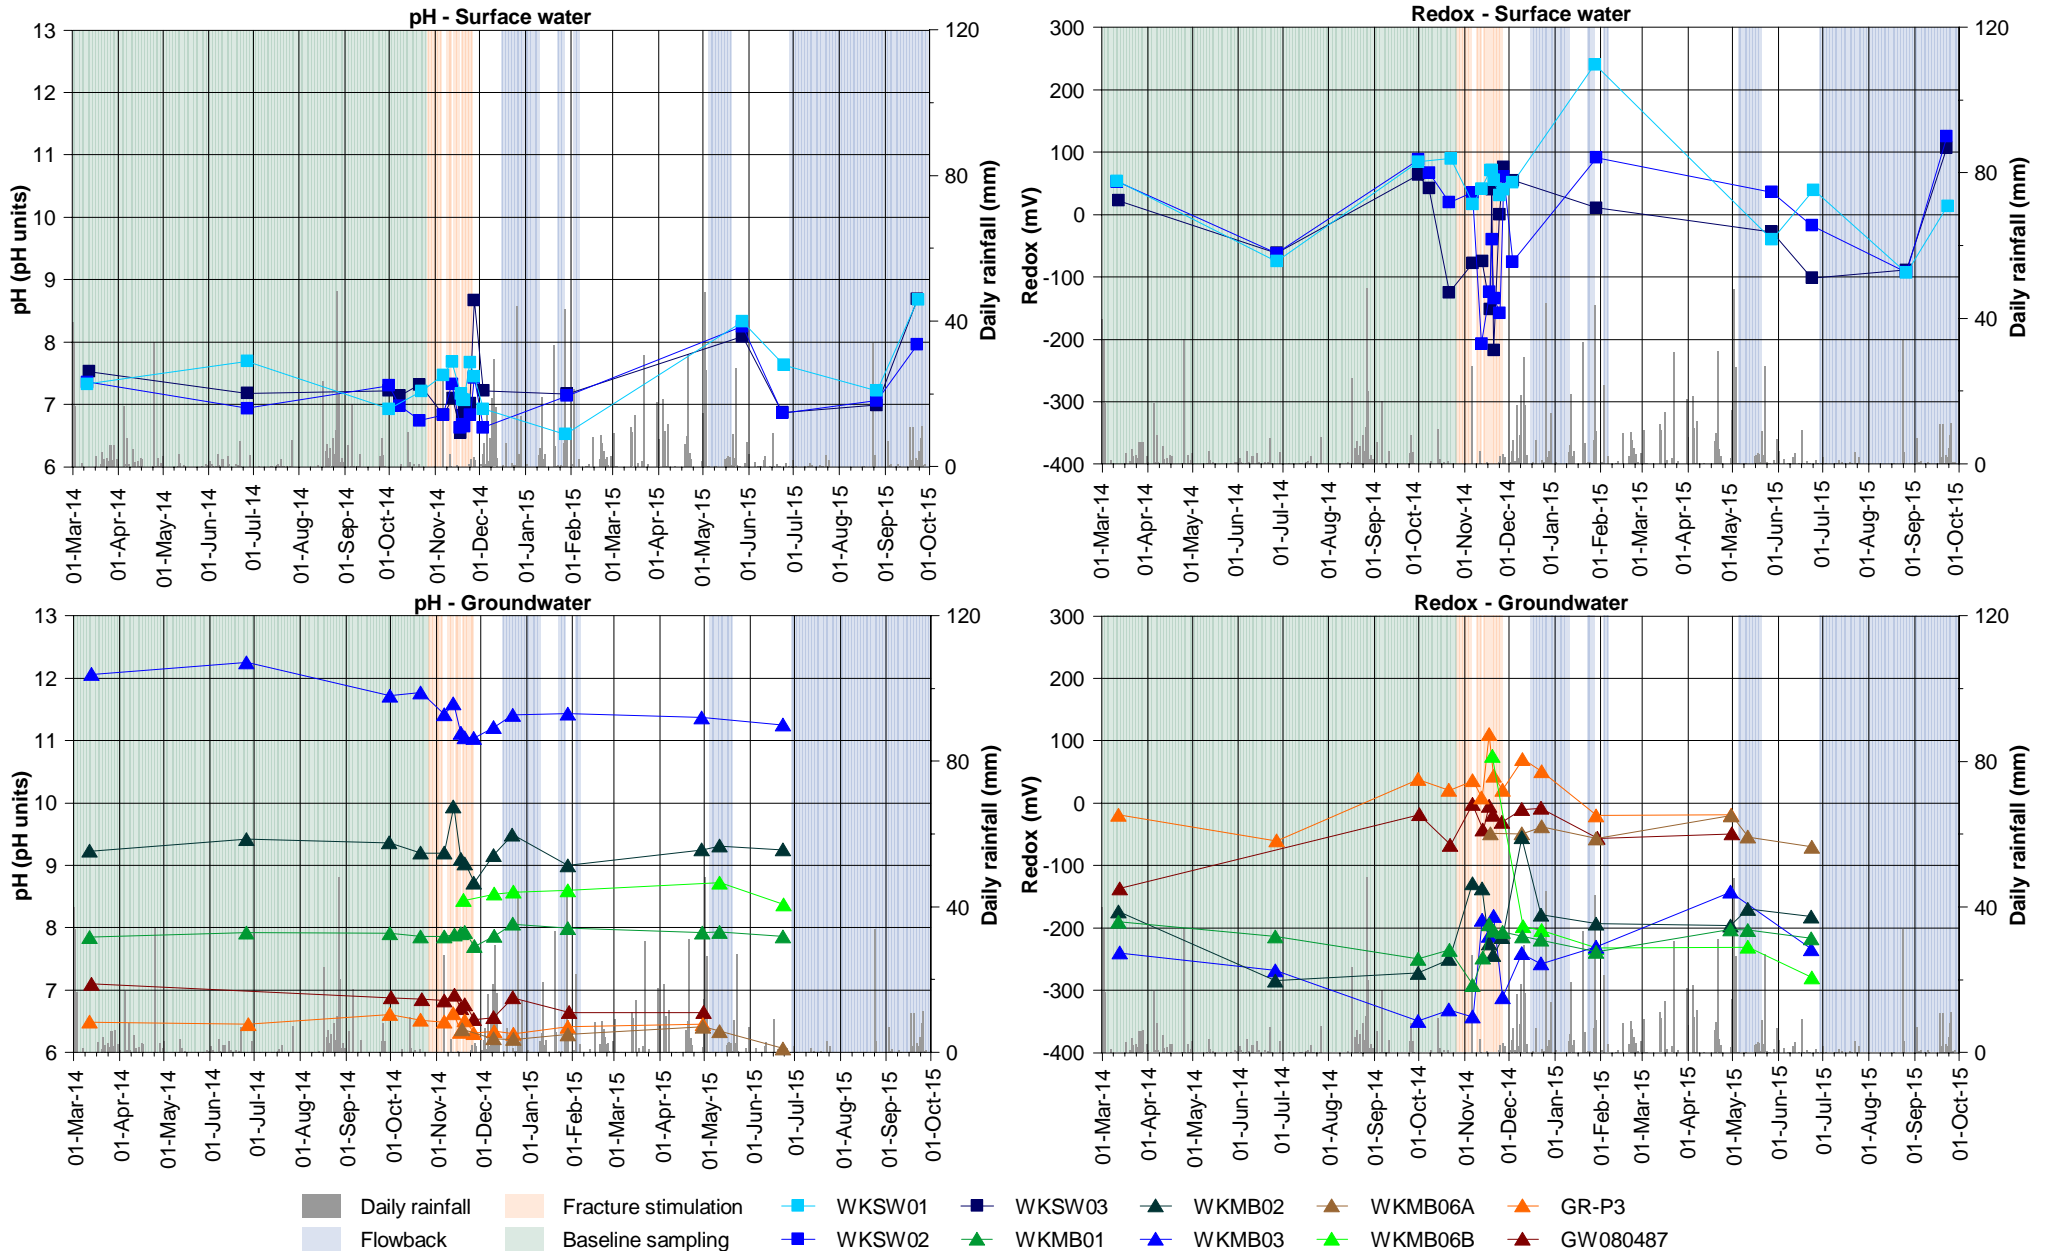 pH - Surface water
13
12
11
10
9
8
7
6
pH (pH units)
120
80
40
0
Daily rainfall (mm)
01-Mar-14
01-Apr-14
01-May-14
01-Jun-14
01-Jul-14
01-Aug-14
01-Sep-14
01-Oct-14
01-Nov-14
01-Dec-14
01-Jan-15
01-Feb-15
01-Mar-15
01-Apr-15
01-May-15
01-Jun-15
01-Jul-15
01-Aug-15
01-Sep-15
01-Oct-15
Redox - Surface water
300
200
100
0
-100
-200
-300
-400
Redox (mV)
120
80
40
0
Daily rainfall (mm)
01-Mar-14
01-Apr-14
01-May-14
01-Jun-14
01-Jul-14
01-Aug-14
01-Sep-14
01-Oct-14
01-Nov-14
01-Dec-14
01-Jan-15
01-Feb-15
01-Mar-15
01-Apr-15
01-May-15
01-Jun-15
01-Jul-15
01-Aug-15
01-Sep-15
01-Oct-15
pH - Groundwater
13
12
11
10
9
8
7
6
pH (pH units)
120
80
40
0
Daily rainfall (mm)
01-Mar-14
01-Apr-14
01-May-14
01-Jun-14
01-Jul-14
01-Aug-14
01-Sep-14
01-Oct-14
01-Nov-14
01-Dec-14
01-Jan-15
01-Feb-15
01-Mar-15
01-Apr-15
01-May-15
01-Jun-15
01-Jul-15
01-Aug-15
01-Sep-15
01-Oct-15
Redox - Groundwater
300
200
100
0
-100
-200
-300
-400
Redox (mV)
120
80
40
0
Daily rainfall (mm)
01-Mar-14
01-Apr-14
01-May-14
01-Jun-14
01-Jul-14
01-Aug-14
01-Sep-14
01-Oct-14
01-Nov-14
01-Dec-14
01-Jan-15
01-Feb-15
01-Mar-15
01-Apr-15
01-May-15
01-Jun-15
01-Jul-15
01-Aug-15
01-Sep-15
01-Oct-15
Daily rainfall
Fracture stimulation
WKSW01
WKSW03
WKMB02
WKMB06A
GR-P3
Flowback
Baseline sampling
WKSW02
WKMB01
WKMB03
WKMB06B
GW080487